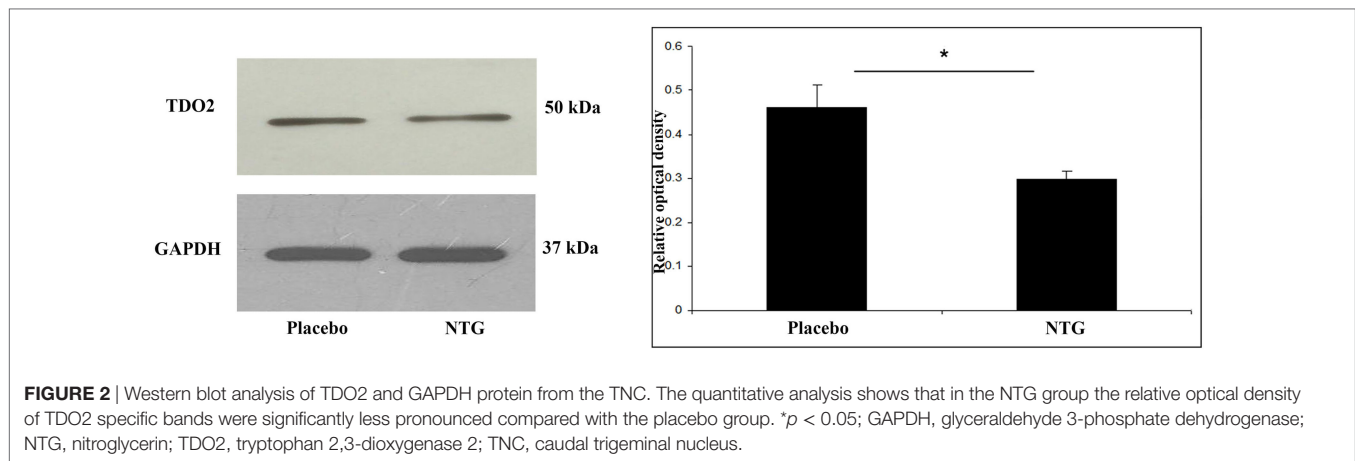 TDO2
50 kDa
GAPDH
37 kDa
Placebo NTG
0.6
0.5
0.4
0.3
0.2
0.1
0
Relative optical density
*
Placebo NTG
FIGURE 2 | Western blot analysis of TDO2 and GAPDH protein from the TNC. The quantitative analysis shows that in the NTG group the relative optical density
of TDO2 specific bands were significantly less pronounced compared with the placebo group. *p < 0.05; GAPDH, glyceraldehyde 3-phosphate dehydrogenase;
NTG, nitroglycerin; TDO2, tryptophan 2,3-dioxygenase 2; TNC, caudal trigeminal nucleus.